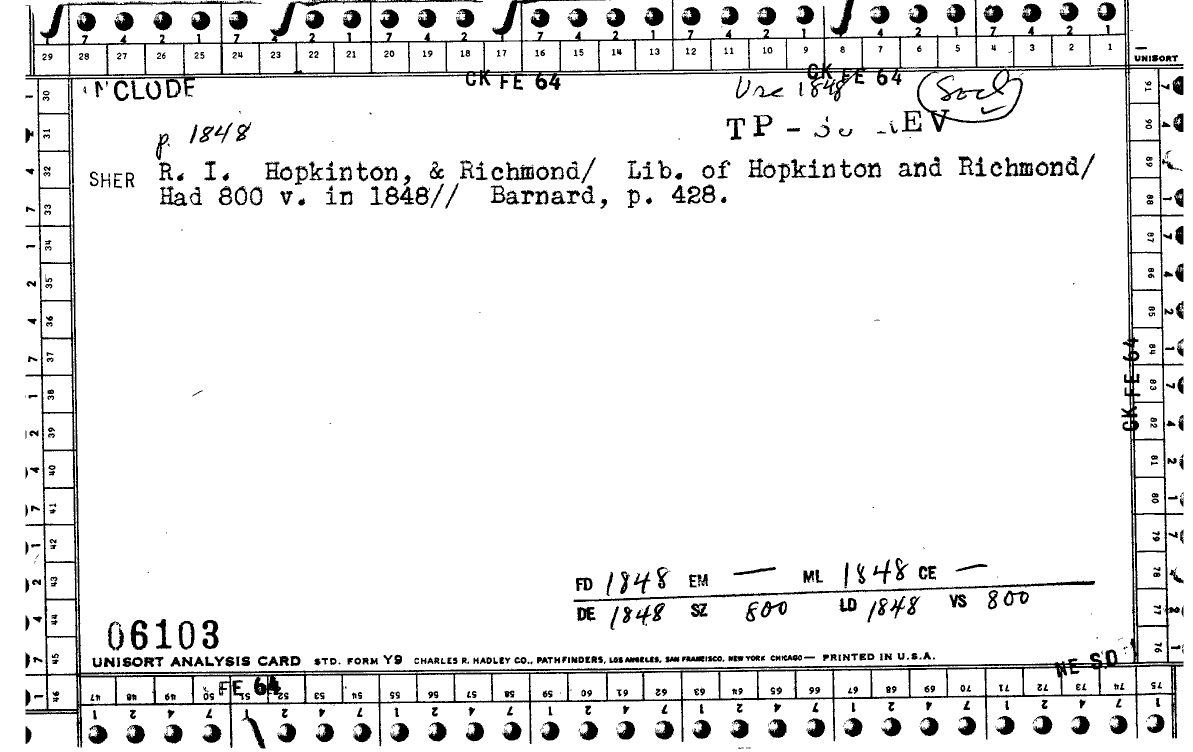 7 4 2 1 7 4 2 1 7 4 2 1 7 4 2 1 7 4 2 1 7 4 2 1
29 28 27 26 25 24 23 22 21 20 19 18 17 16 15 14 13 12 11 10 9 8 7 6 5 4 3 2 1
UNISORT
CK FE 64 CK FE 64
NCLUDE Use 1848
TP - REV
p. 1848
SHER R. I. Hopkinton, & Richmond/ Lib. of Hopkinton and Richmond/
Had 800 v. in 1848// Barnard, p. 428.
30 31 32 33 34 35 36 37 38 39 40 41 42 43 44 45 46
91 90 89 88 87 86 85 84 83 82 81 80 79 78 77 76
CK FE 64
FD 1848 EM — ML 1848 CE —
DE 1848 SZ 800 LD 1848 VS 800
06103
UNISORT ANALYSIS CARD STD. FORM Y9 CHARLES R. HADLEY CO., PATHFINDERS, LOS ANGELES, SAN FRANCISCO, NEW YORK CHICAGO — PRINTED IN U.S.A.
NE SD
FE 64
47 48 49 50 51 52 53 54 55 56 57 58 59 60 61 62 63 64 65 66 67 68 69 70 71 72 73 74 75
1 2 4 7 1 2 4 7 1 2 4 7 1 2 4 7 1 2 4 7 1 2 4 7 1 2 4 7 1